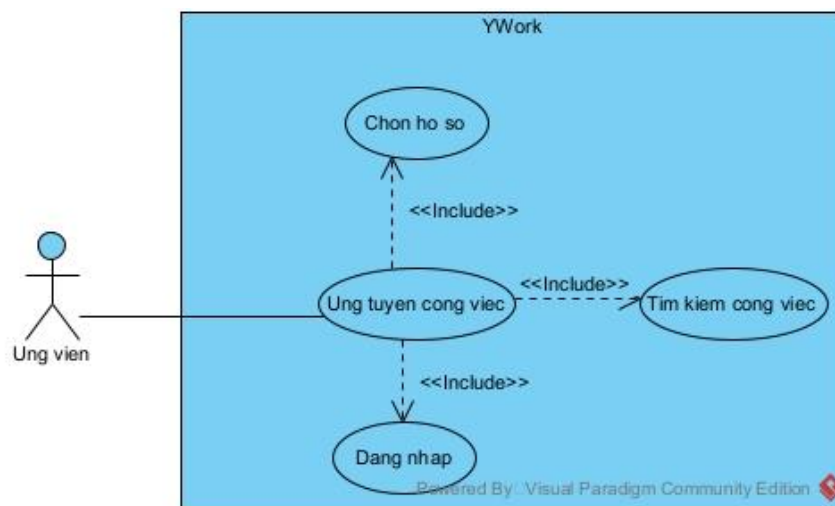 YWork
Chon ho so
<<Include>>
<<Include>>
Ung tuyen cong viec
Tim kiem cong viec
Ung vien
<<Include>>
Dang nhap
Powered By Visual Paradigm Community Edition